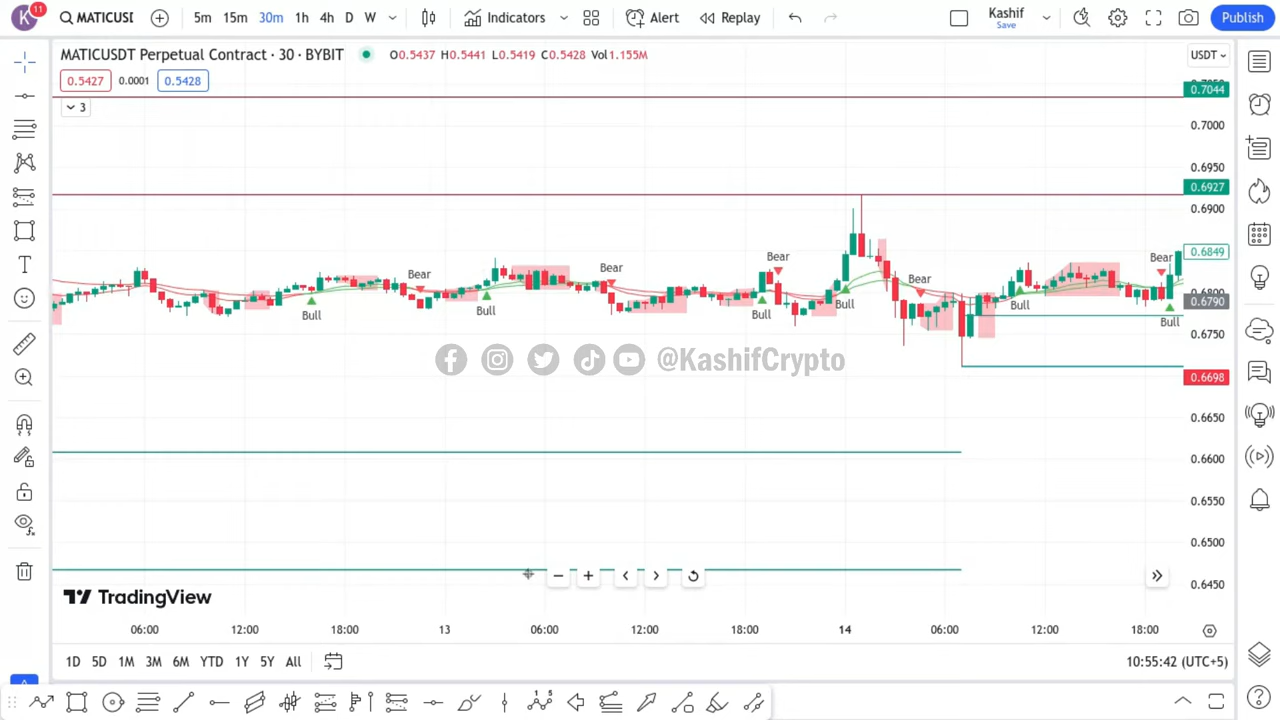 K 11 MATICUSI 5m 15m 30m 1h 4h D W Indicators Alert Replay Kashif Save Publish
MATICUSDT Perpetual Contract · 30 · BYBIT O0.5437 H0.5441 L0.5419 C0.5428 Vol1.155M USDT
0.5427 0.0001 0.5428
0.7044
3
0.7000
0.6950
0.6927
0.6900
Bear Bear Bear Bear Bear
0.6849
0.6800
0.6790
Bull Bull Bull Bull Bull Bull
0.6750
@KashifCrypto
0.6698
0.6650
0.6600
0.6550
0.6500
0.6450
TradingView
06:00 12:00 18:00 13 06:00 12:00 18:00 14 06:00 12:00 18:00
1D 5D 1M 3M 6M YTD 1Y 5Y All 10:55:42 (UTC+5)